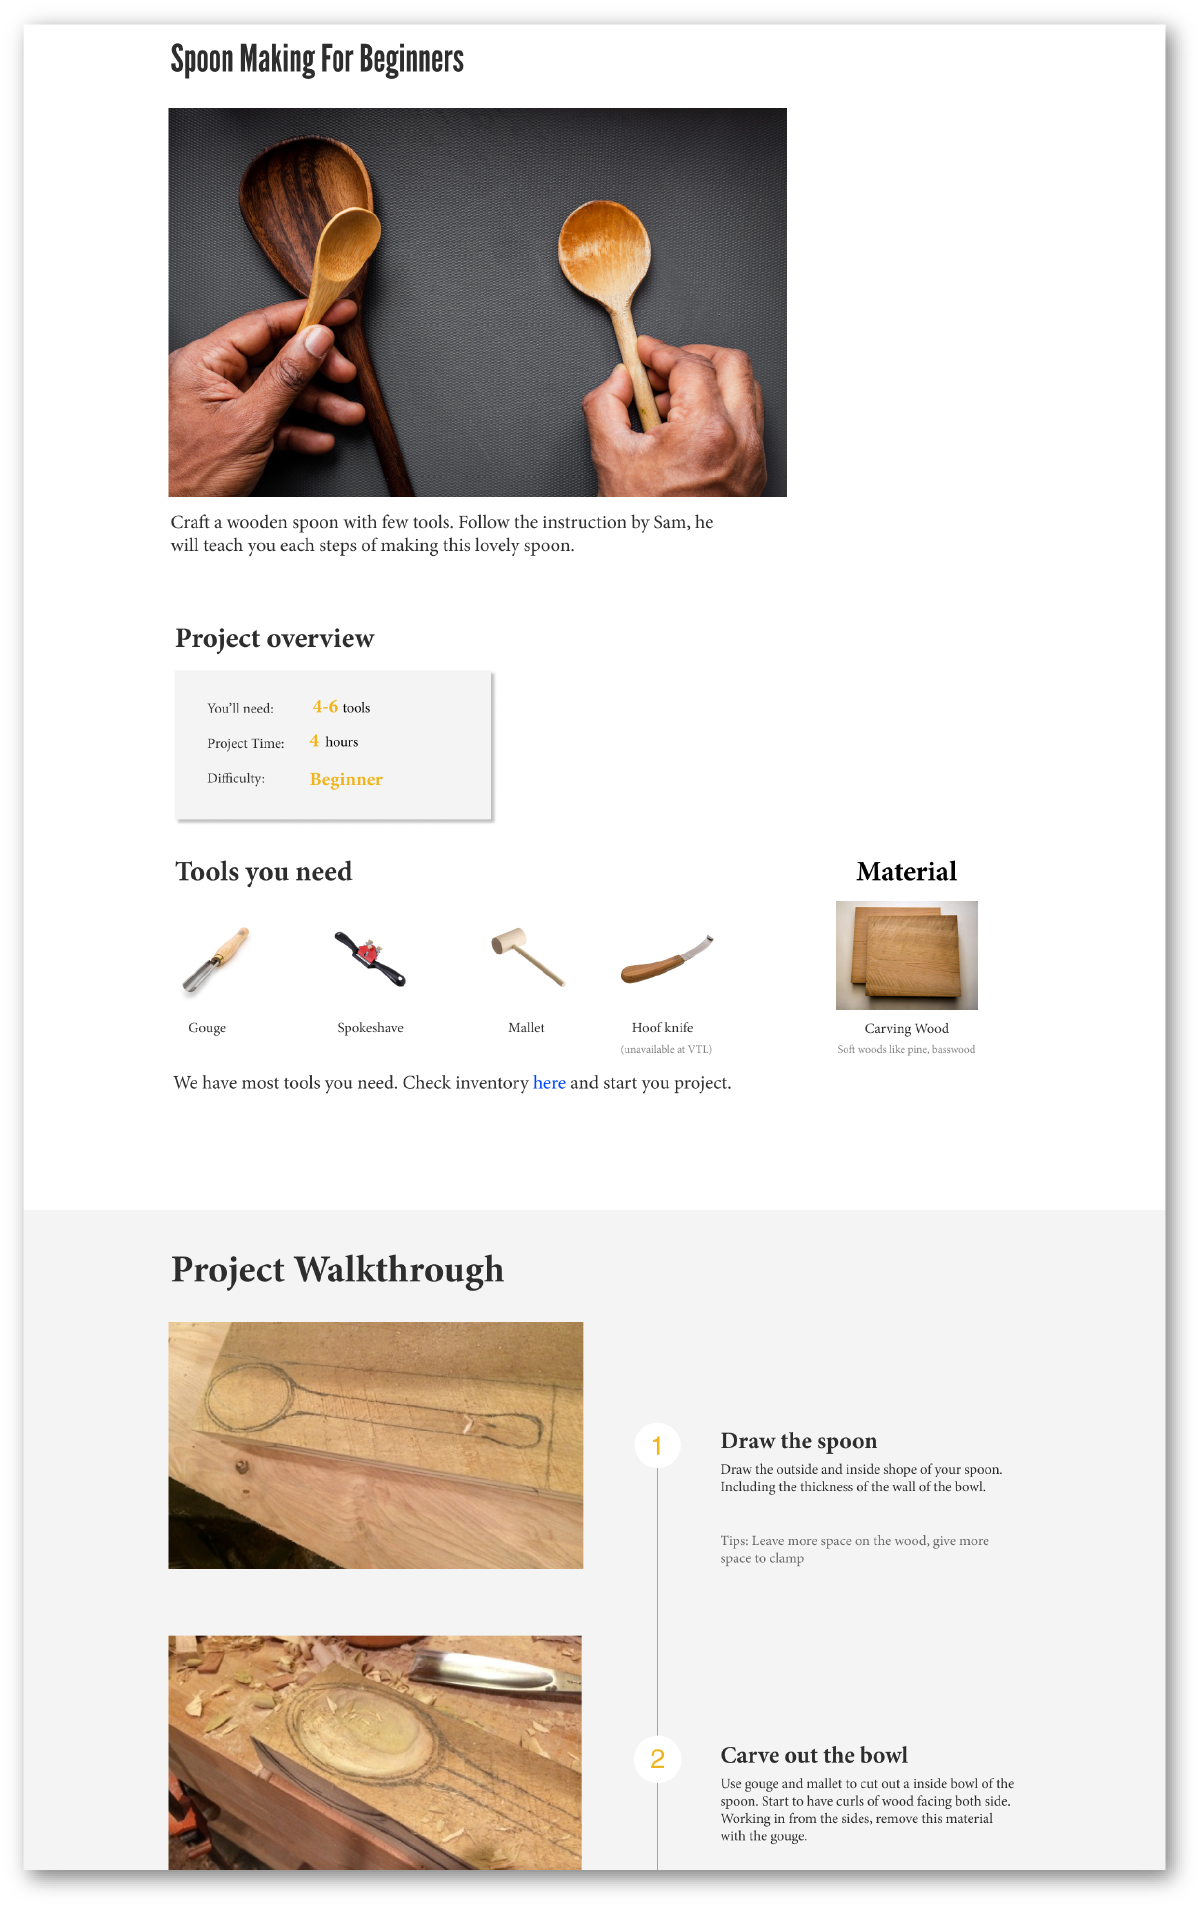 Spoon Making For Beginners
Craft a wooden spoon with few tools. Follow the instruction by Sam, he
will teach you each steps of making this lovely spoon.
Project overview
You'll need: 4-6 tools
Project Time: 4 hours
Difficulty: Beginner
Tools you need
Material
Gouge
Spokeshave
Mallet
Hoof knife
(unavailable at VTL)
Carving Wood
Soft woods like pine, basswood
We have most tools you need. Check inventory here and start you project.
Project Walkthrough
1
Draw the spoon
Draw the outside and inside shope of your spoon.
Including the thickness of the wall of the bowl.
Tips: Leave more space on the wood, give more
space to clamp
2
Carve out the bowl
Use gouge and mallet to cut out a inside bowl of the
spoon. Start to have curls of wood facing both side.
Working in from the sides, remove this material
with the gouge.